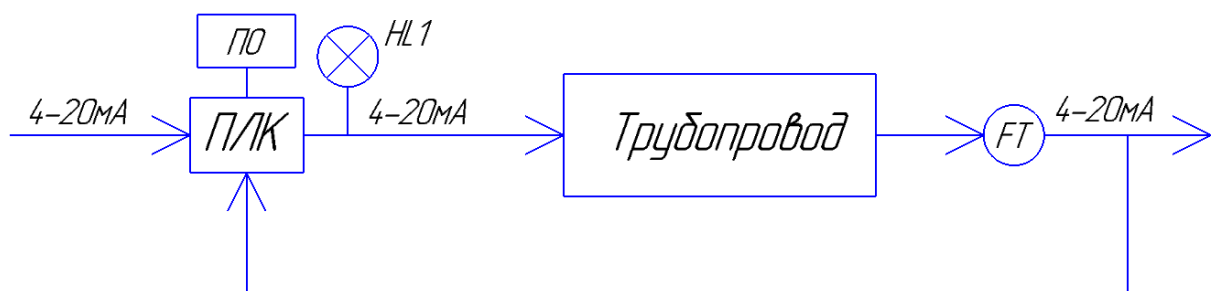 ПО
HL1
4-20мА
ПЛК
4-20мА
Трубопровод
FT
4-20мА